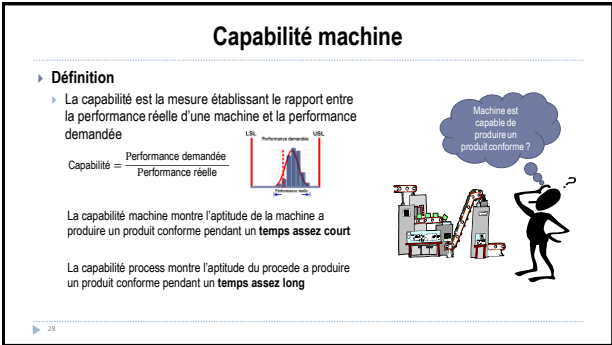 Capabilité machine
Définition
La capabilité est la mesure établissant le rapport entre
la performance réelle d'une machine et la performance
demandée
Capabilité = Performance demandée / Performance réelle
LSL
USL
Performance demandée
Performance réelle
Machine est
capable de
produire un
produit conforme ?
?
La capabilité machine montre l'aptitude de la machine a
produire un produit conforme pendant un temps assez court
La capabilité process montre l'aptitude du procede a produire
un produit conforme pendant un temps assez long
28